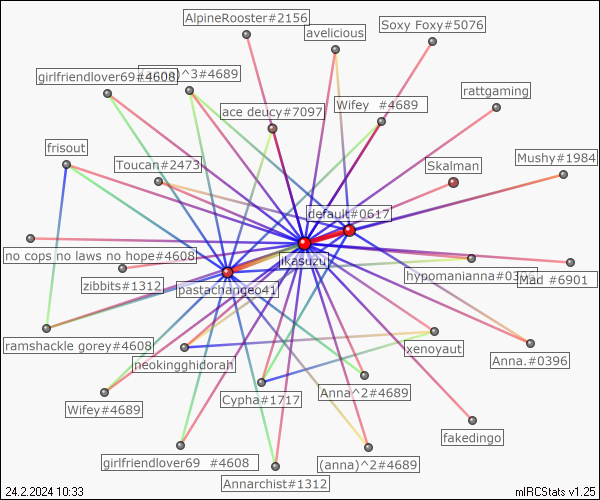 AlpineRooster#2156
Soxy Foxy#5076
avelicious
girlfriendlover69#4608
)^3#4689
rattgaming
ace deucy#7097
Wifey #4689
frisout
Toucan#2473
Mushy#1984
Skalman
default#0617
no cops no laws no hope#4608
ikasuzu
zibbits#1312
pastachangeo41
hypomanianna#0396
Mad #6901
ramshackle gorey#4608
neokingghidorah
xenoyaut
Anna.#0396
Wifey#4689
Cypha#1717
Anna^2#4689
fakedingo
girlfriendlover69 #4608
(anna)^2#4689
Annarchist#1312
24.2.2024 10:33
mIRCStats v1.25